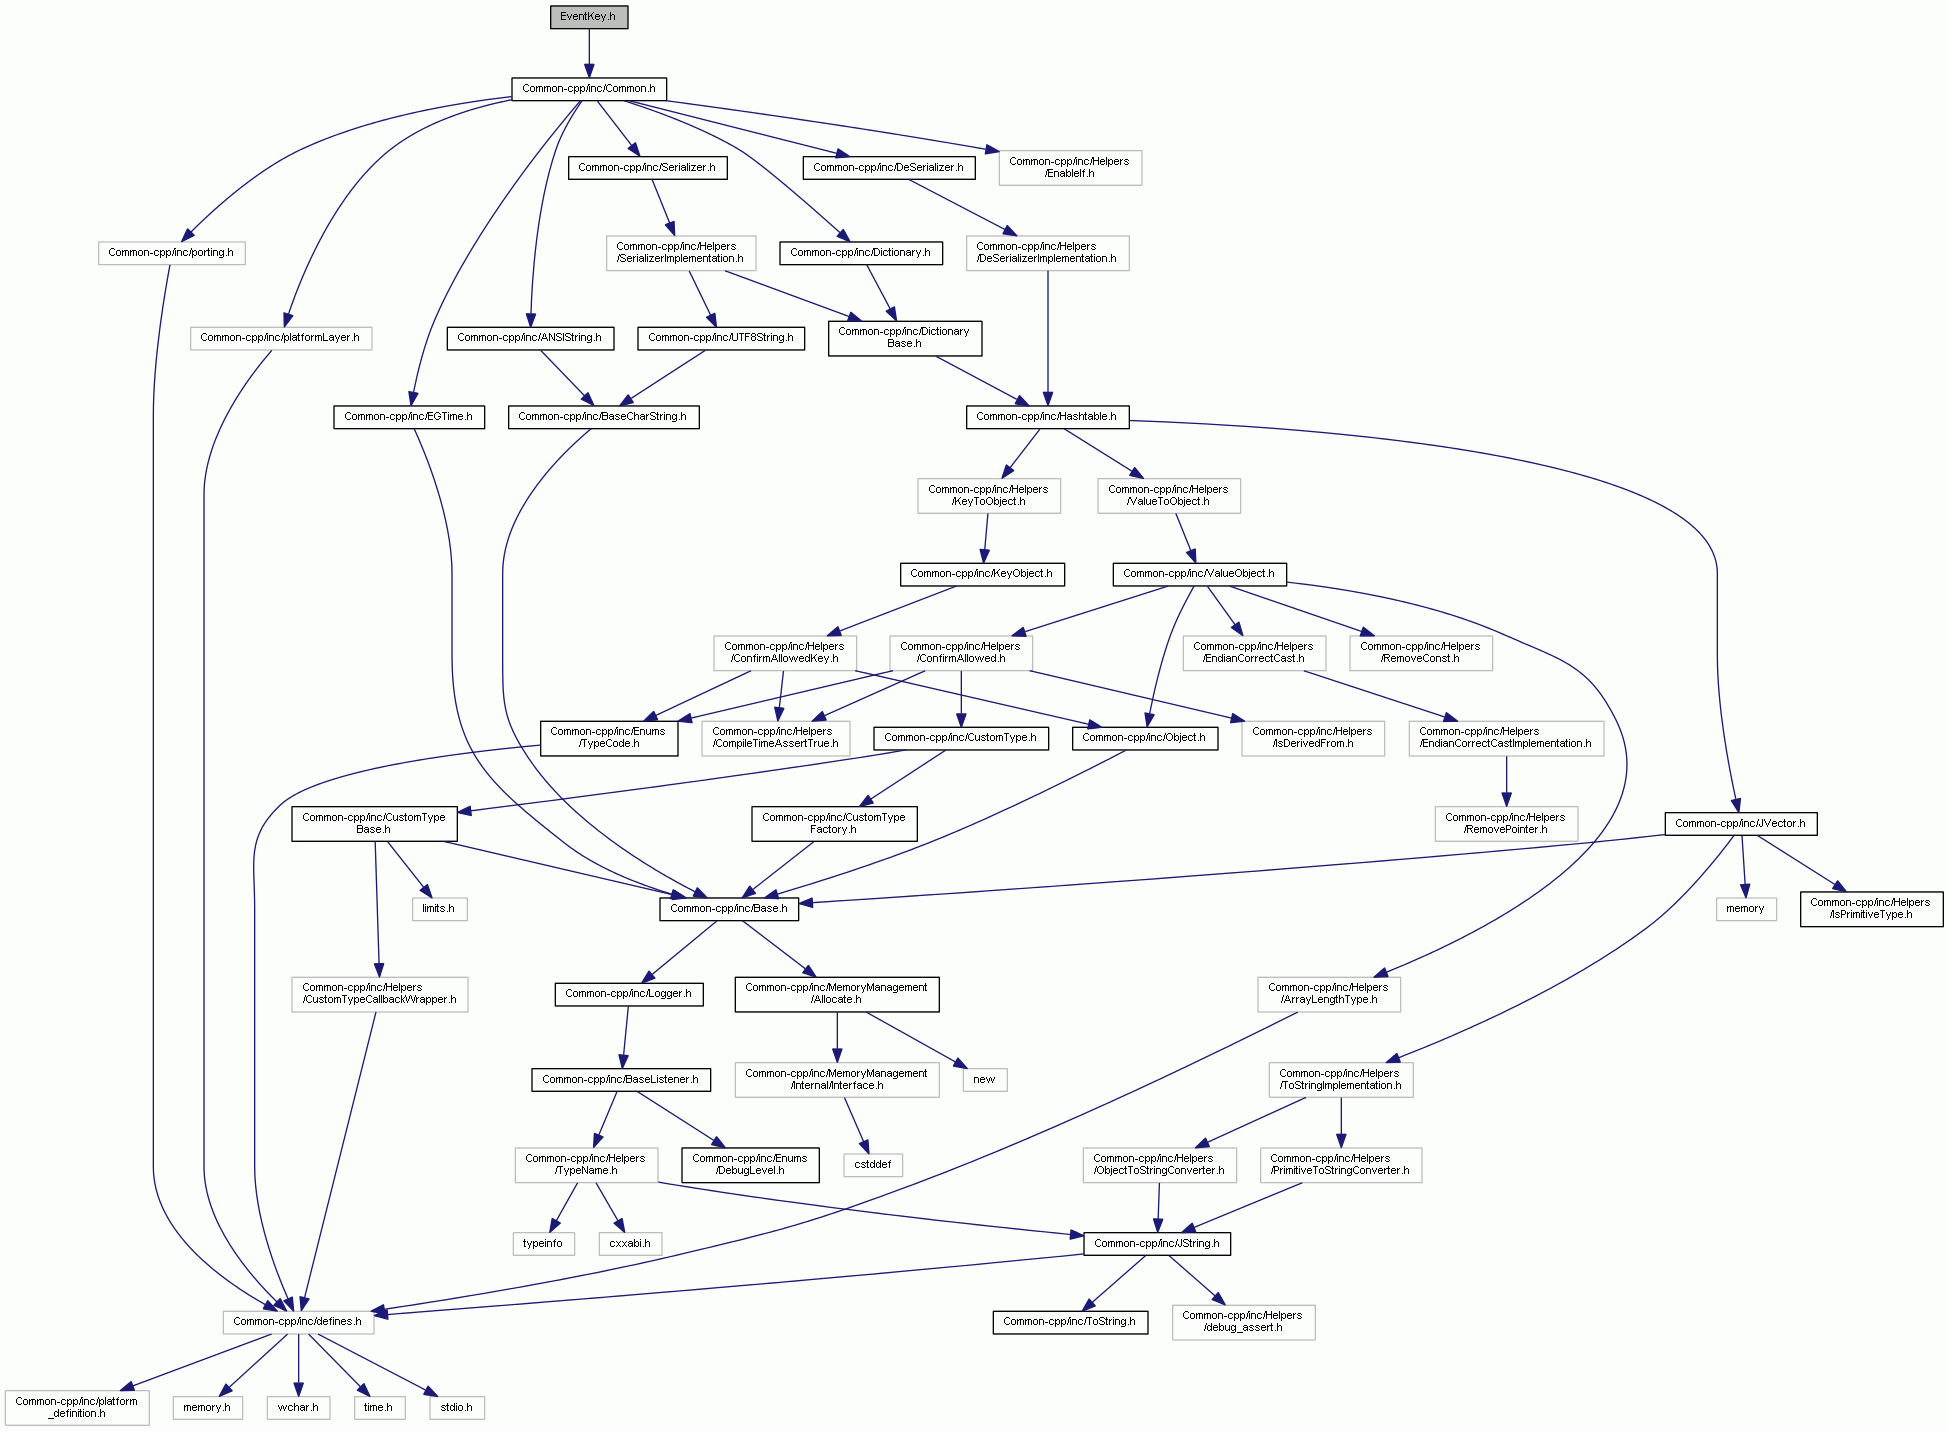 EventKey.h
Common-cpp/inc/Common.h
Common-cpp/inc/Serializer.h
Common-cpp/inc/DeSerializer.h
Common-cpp/inc/Helpers
/EnableIf.h
Common-cpp/inc/porting.h
Common-cpp/inc/Helpers
/SerializerImplementation.h
Common-cpp/inc/Dictionary.h
Common-cpp/inc/Helpers
/DeSerializerImplementation.h
Common-cpp/inc/platformLayer.h
Common-cpp/inc/ANSIString.h
Common-cpp/inc/UTF8String.h
Common-cpp/inc/Dictionary
Base.h
Common-cpp/inc/EGTime.h
Common-cpp/inc/BaseCharString.h
Common-cpp/inc/Hashtable.h
Common-cpp/inc/Helpers
/KeyToObject.h
Common-cpp/inc/Helpers
/ValueToObject.h
Common-cpp/inc/KeyObject.h
Common-cpp/inc/ValueObject.h
Common-cpp/inc/Helpers
/ConfirmAllowedKey.h
Common-cpp/inc/Helpers
/ConfirmAllowed.h
Common-cpp/inc/Helpers
/EndianCorrectCast.h
Common-cpp/inc/Helpers
/RemoveConst.h
Common-cpp/inc/Enums
/TypeCode.h
Common-cpp/inc/Helpers
/CompileTimeAssertTrue.h
Common-cpp/inc/CustomType.h
Common-cpp/inc/Object.h
Common-cpp/inc/Helpers
/IsDerivedFrom.h
Common-cpp/inc/Helpers
/EndianCorrectCastImplementation.h
Common-cpp/inc/CustomType
Base.h
Common-cpp/inc/CustomType
Factory.h
Common-cpp/inc/Helpers
/RemovePointer.h
Common-cpp/inc/JVector.h
limits.h
Common-cpp/inc/Base.h
memory
Common-cpp/inc/Helpers
/IsPrimitiveType.h
Common-cpp/inc/Helpers
/CustomTypeCallbackWrapper.h
Common-cpp/inc/Logger.h
Common-cpp/inc/MemoryManagement
/Allocate.h
Common-cpp/inc/Helpers
/ArrayLengthType.h
Common-cpp/inc/BaseListener.h
Common-cpp/inc/MemoryManagement
/Internal/Interface.h
new
Common-cpp/inc/Helpers
/ToStringImplementation.h
Common-cpp/inc/Helpers
/TypeName.h
Common-cpp/inc/Enums
/DebugLevel.h
cstddef
Common-cpp/inc/Helpers
/ObjectToStringConverter.h
Common-cpp/inc/Helpers
/PrimitiveToStringConverter.h
typeinfo
cxxabi.h
Common-cpp/inc/JString.h
Common-cpp/inc/defines.h
Common-cpp/inc/ToString.h
Common-cpp/inc/Helpers
/debug_assert.h
Common-cpp/inc/platform
_definition.h
memory.h
wchar.h
time.h
stdio.h